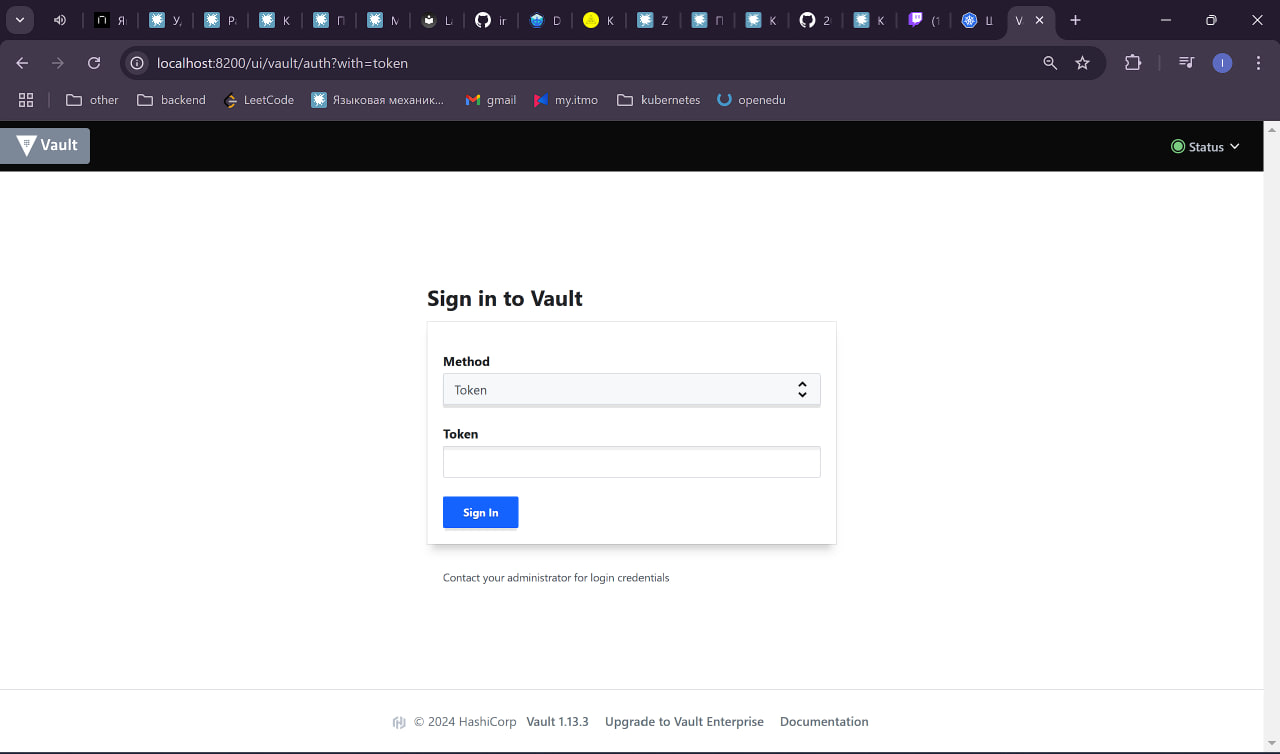 У,
Р
К
П
М
L
ir
D
К
Z
П
К
2
К
(1
Ц
V
localhost:8200/ui/vault/auth?with=token
I
other
backend
LeetCode
Языковая механик...
gmail
my.itmo
kubernetes
openedu
Vault
Status
Sign in to Vault
Method
Token
Token
Sign In
Contact your administrator for login credentials
© 2024 HashiCorp Vault 1.13.3 Upgrade to Vault Enterprise Documentation